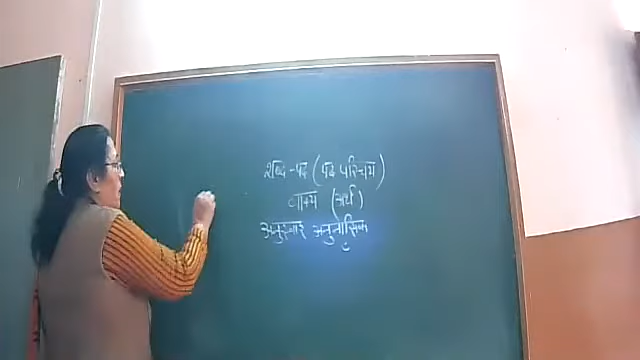 शब्द - पद (पद परिचय)
वाक्य (अर्थ)
अनुस्वार अनुनासिक
ँ